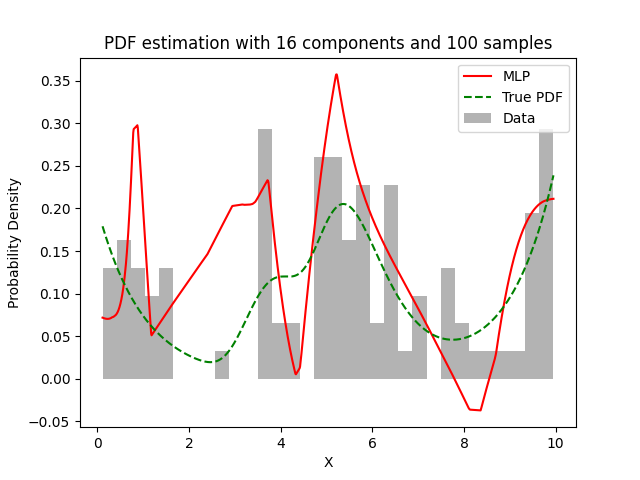 PDF estimation with 16 components and 100 samples
MLP
True PDF
Data
0.35
0.30
0.25
0.20
0.15
0.10
0.05
0.00
−0.05
Probability Density
0
2
4
6
8
10
X